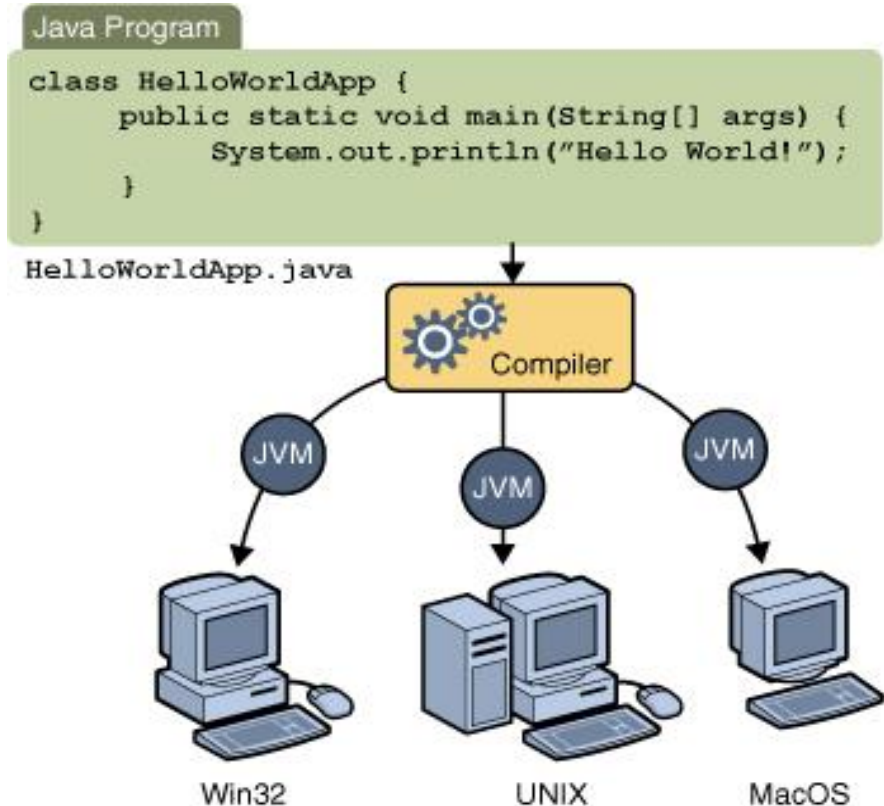 Java Program
class HelloWorldApp {
public static void main(String[] args) {
System.out.println("Hello World!");
}
}
HelloWorldApp.java
Compiler
JVM
JVM
JVM
Win32
UNIX
MacOS